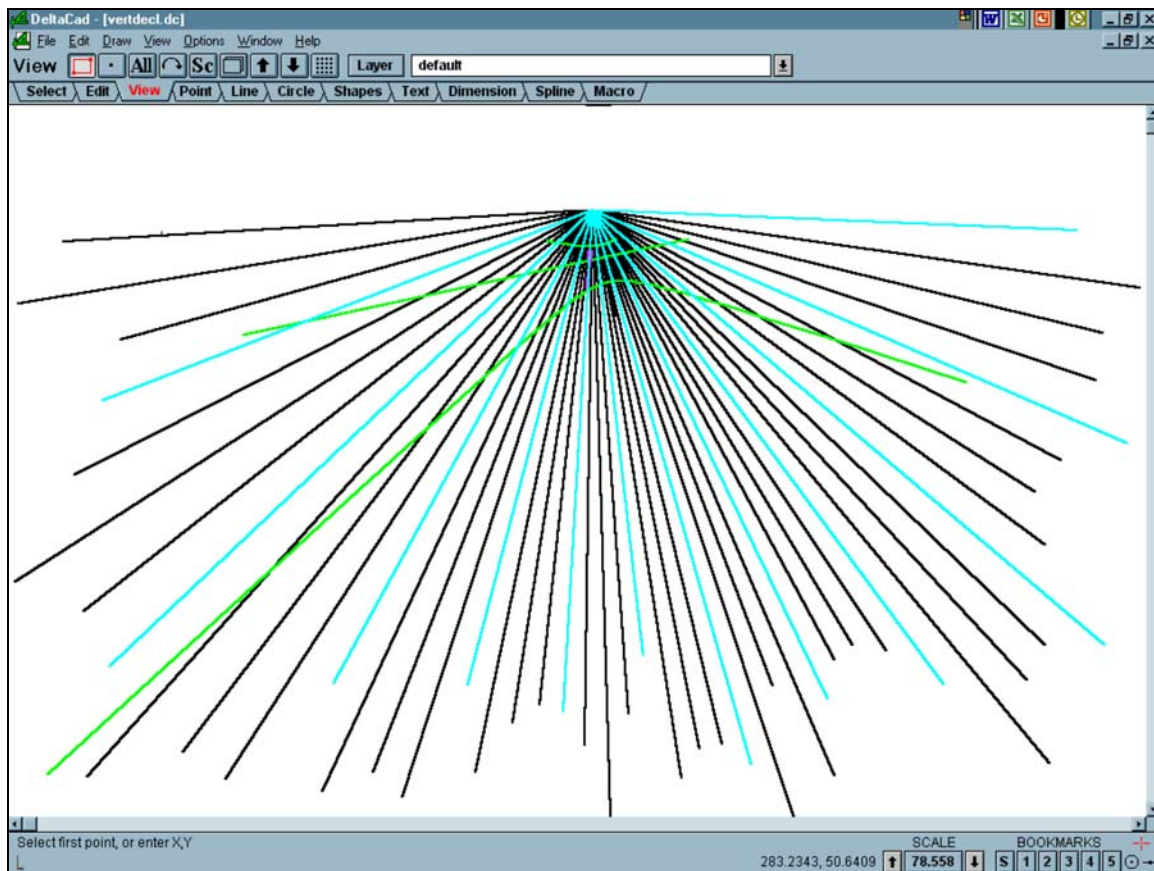 DeltaCad - [vertdecl.dc]
File Edit Draw View Options Window Help
View All Sc Layer default
Select Edit View Point Line Circle Shapes Text Dimension Spline Macro
Select first point, or enter X,Y
SCALE BOOKMARKS
283.2343, 50.6409 78.558 S 1 2 3 4 5